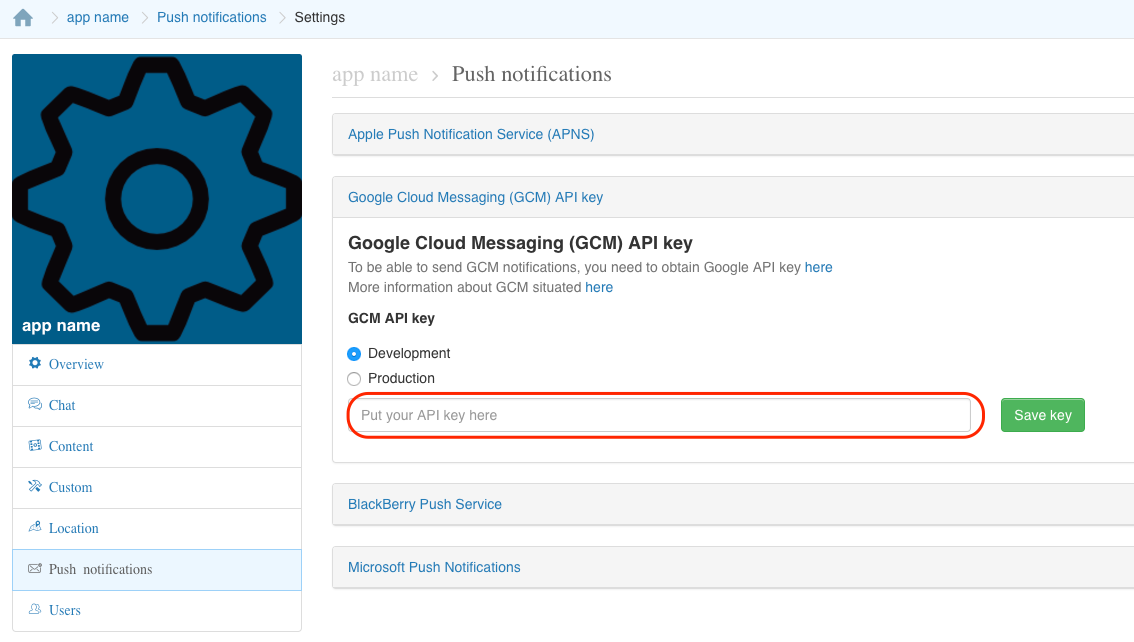 app name Push notifications Settings
app name › Push notifications
app name
Overview
Chat
Content
Custom
Location
Push notifications
Users
Apple Push Notification Service (APNS)
Google Cloud Messaging (GCM) API key
Google Cloud Messaging (GCM) API key
To be able to send GCM notifications, you need to obtain Google API key here
More information about GCM situated here
GCM API key
Development
Production
Put your API key here
Save key
BlackBerry Push Service
Microsoft Push Notifications